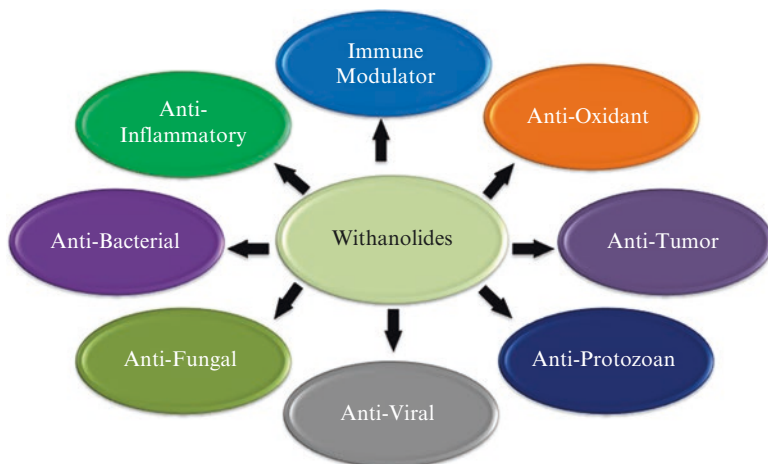 Immune
Modulator
Anti-
Inflammatory
Anti-Oxidant
Anti-Bacterial
Withanolides
Anti-Tumor
Anti-Fungal
Anti-Protozoan
Anti-Viral